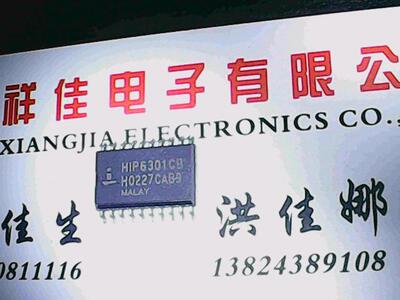 祥佳电子有限公
XIANGJIA ELECTRONICS CO.,
HIP6301CB
H0227CABB
MALAY
佳生 洪佳娜
0811116 13824389108